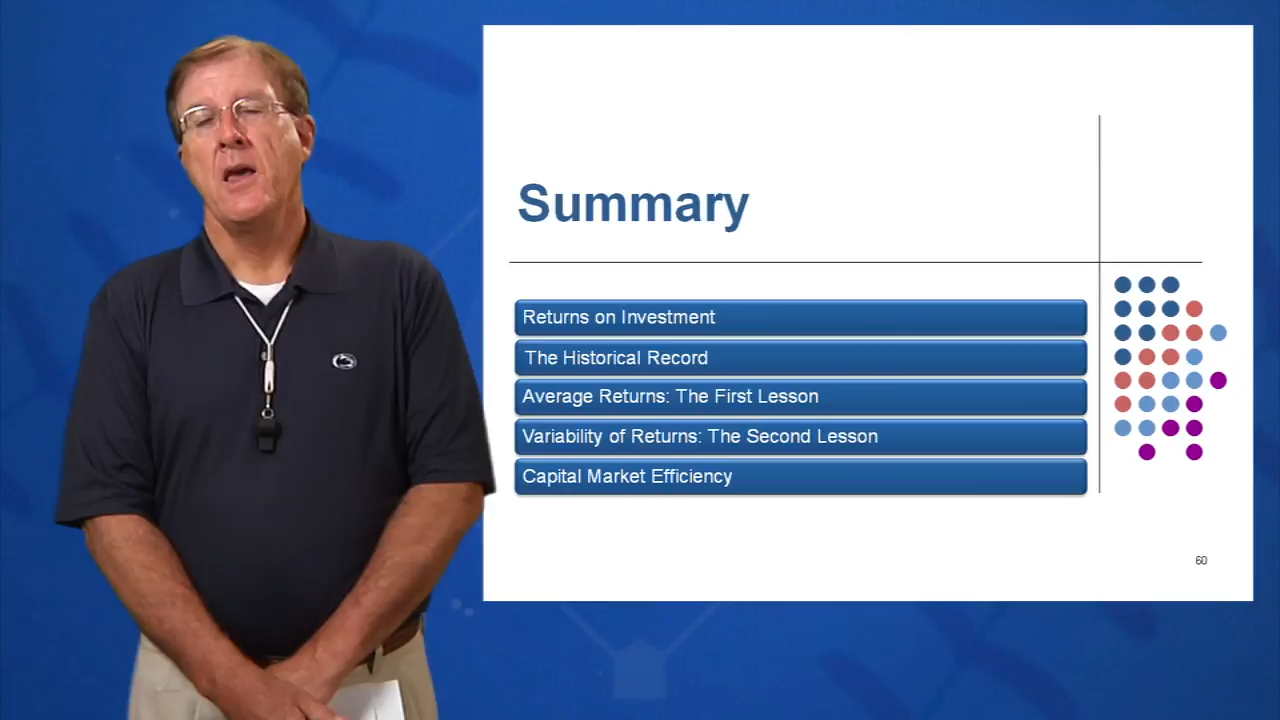 Summary
Returns on Investment
The Historical Record
Average Returns: The First Lesson
Variability of Returns: The Second Lesson
Capital Market Efficiency
60